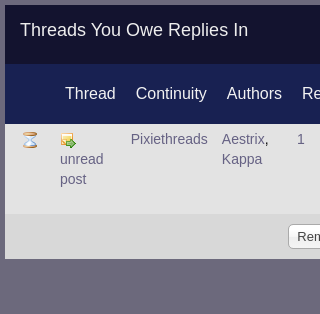 Threads You Owe Replies In
Thread Continuity Authors
Pixiethreads Aestrix, 1
unread Kappa
post